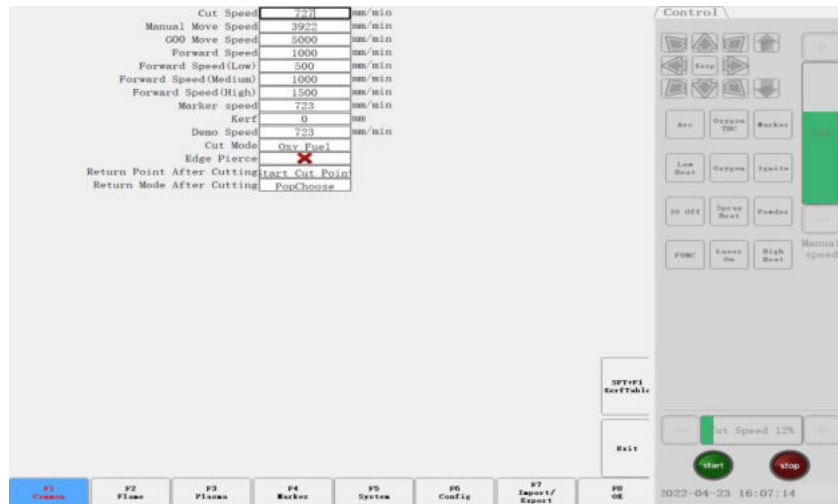 Cut Speed 727 mm/min
Manual Move Speed 3922 mm/min
G00 Move Speed 5000 mm/min
Forward Speed 1000 mm/min
Forward Speed(Low) 500 mm/min
Forward Speed(Medium) 1000 mm/min
Forward Speed(High) 1500 mm/min
Marker speed 723 mm/min
Kerf 0 mm
Demo Speed 723 mm/min
Cut Mode Oxy Fuel
Edge Pierce
Return Point After Cutting tart Cut Poin
Return Mode After Cutting PopChoose
SFT+F1
KerfTable
Exit
F1
Common
F2
Flame
F3
Plasma
F4
Marker
F5
System
F6
Config
F7
Import/
Export
F8
OK
Control
Keep
Arc
Oxygen
THC
Marker
Low
Heat
Oxygen
Ignite
IO Off
Spray
Heat
Powder
FUNC
Laser
On
High
Heat
Manual
speed
Cut Speed 12%
start
stop
2022-04-23 16:07:14